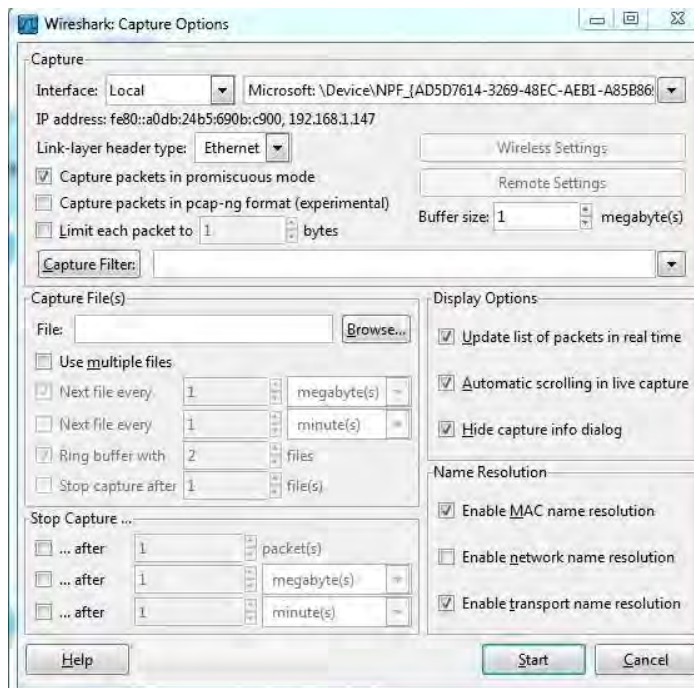 Wireshark: Capture Options
Capture
Interface: Local Microsoft: \Device\NPF_{AD5D7614-3269-48EC-AEB1-A85B86
IP address: fe80::a0db:24b5:690b:c900, 192.168.1.147
Link-layer header type: Ethernet Wireless Settings
Capture packets in promiscuous mode Remote Settings
Capture packets in pcap-ng format (experimental)
Buffer size: 1 megabyte(s)
Limit each packet to 1 bytes
Capture Filter:
Capture File(s)
File: Browse...
Use multiple files
Next file every 1 megabyte(s)
Next file every 1 minute(s)
Ring buffer with 2 files
Stop capture after 1 file(s)
Stop Capture ...
... after 1 packet(s)
... after 1 megabyte(s)
... after 1 minute(s)
Display Options
Update list of packets in real time
Automatic scrolling in live capture
Hide capture info dialog
Name Resolution
Enable MAC name resolution
Enable network name resolution
Enable transport name resolution
Help Start Cancel